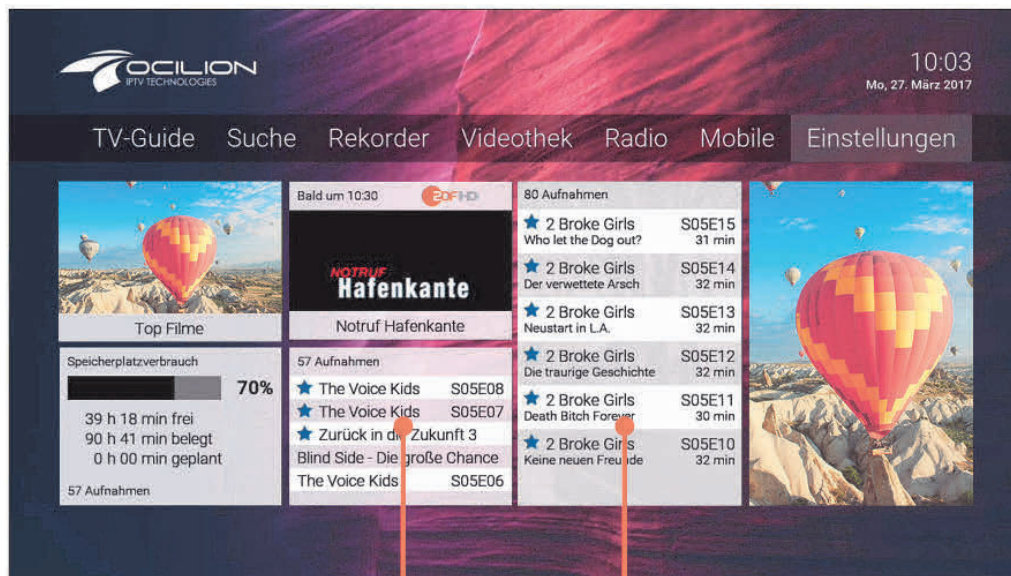 OCILION
IPTV TECHNOLOGIES
10:03
Mo, 27. März 2017
TV-Guide Suche Rekorder Videothek Radio Mobile Einstellungen
Top Filme
Bald um 10:30 ZDFHD
NOTRUF
Hafenkante
Notruf Hafenkante
Speicherplatzverbrauch
70%
39 h 18 min frei
90 h 41 min belegt
0 h 00 min geplant
57 Aufnahmen
57 Aufnahmen
The Voice Kids S05E08
The Voice Kids S05E07
Zurück in die Zukunft 3
Blind Side - Die große Chance
The Voice Kids S05E06
80 Aufnahmen
2 Broke Girls S05E15
Who let the Dog out? 31 min
2 Broke Girls S05E14
Der verwettete Arsch 32 min
2 Broke Girls S05E13
Neustart in L.A. 32 min
2 Broke Girls S05E12
Die traurige Geschichte 32 min
2 Broke Girls S05E11
Death Bitch Forever 30 min
2 Broke Girls S05E10
Keine neuen Freunde 32 min